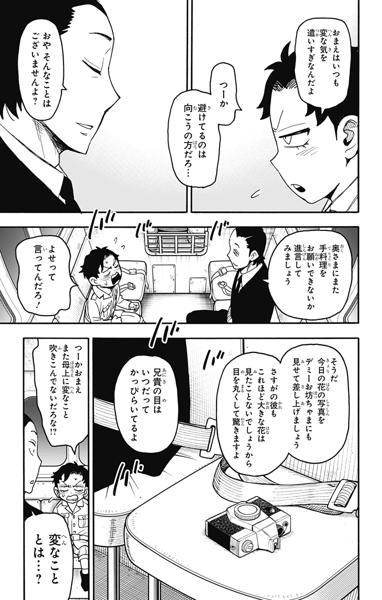 おまえはいつも
変な気を
遣いすぎなんだよ
おや そんなことは
ございませんよ？
つーか
避けてるのは
向こうの方だろ…
奥さまにまた
手料理を
お願いできないか
進言して
みましょう
よせって
言ってんだろ！
そうだ
今日の花の写真を
デミーお坊ちゃまにも
見せて差し上げましょう
さすがの彼も
これほど大きな花は
見たことないでしょうから
目を丸くして驚きますよ
兄貴の目は
いつだって
かっぴらいてるよ
つーかおまえ
また母上に変なこと
吹きこんでないだろな!?
変なこと
とは…？